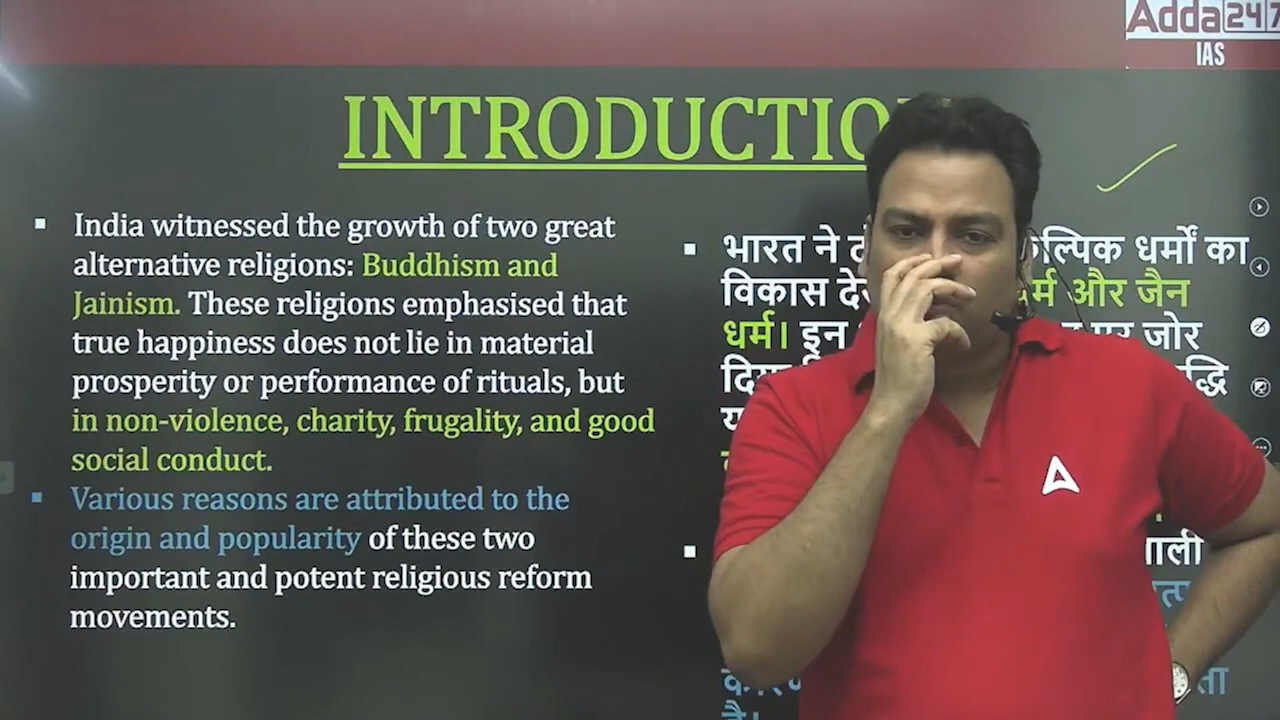 Adda247
IAS
INTRODUCTIO
India witnessed the growth of two great
alternative religions: Buddhism and
Jainism. These religions emphasised that
true happiness does not lie in material
prosperity or performance of rituals, but
in non-violence, charity, frugality, and good
social conduct.
Various reasons are attributed to the
origin and popularity of these two
important and potent religious reform
movements.
भारत ने धर्मों का
विकास और जैन
धर्म। इन पर जोर
है।